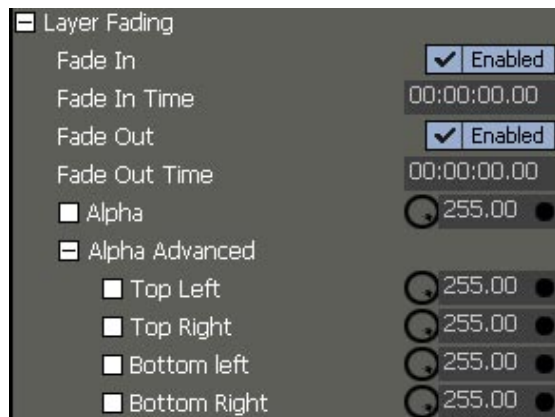 Layer Fading
Fade In Enabled
Fade In Time 00:00:00.00
Fade Out Enabled
Fade Out Time 00:00:00.00
Alpha 255.00
Alpha Advanced
Top Left 255.00
Top Right 255.00
Bottom left 255.00
Bottom Right 255.00